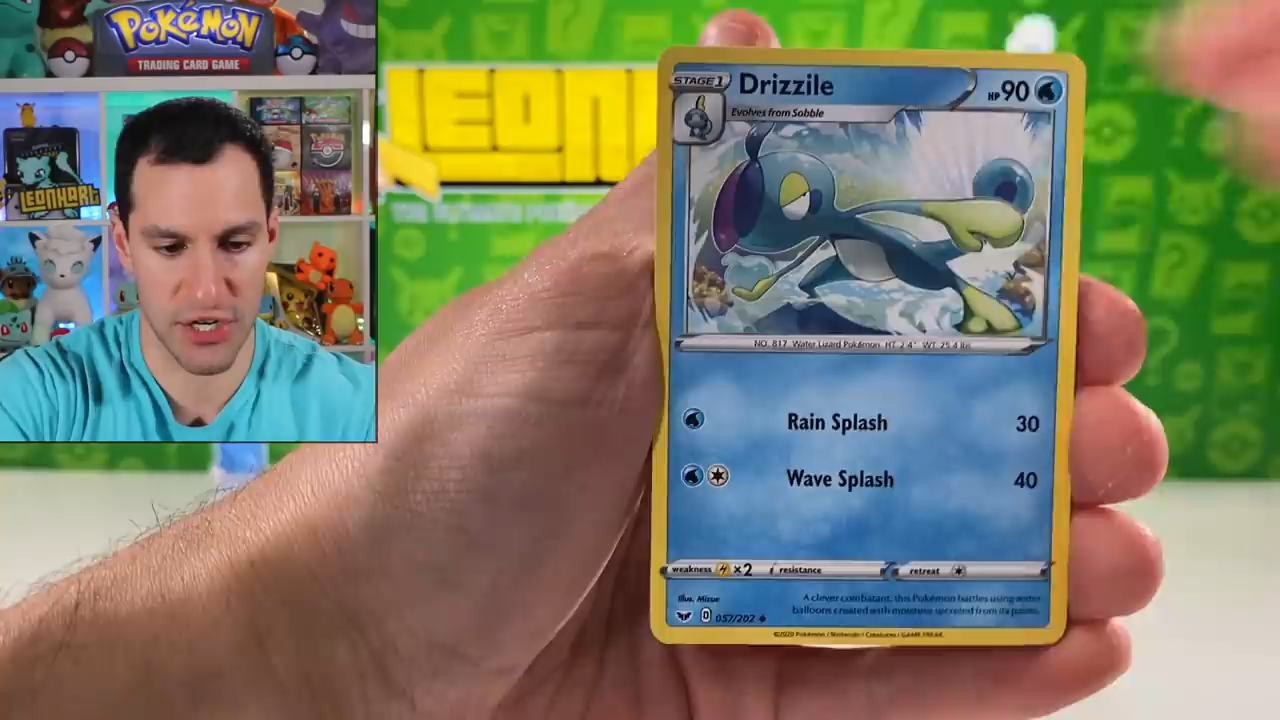 POKéMON
TRADING CARD GAME
LEONHART
LEONH
STAGE 1
Drizzile
HP 90
Evolves from Sobble
NO. 817 Water Lizard Pokémon HT: 2'4" WT: 25.4 lbs
Rain Splash 30
Wave Splash 40
weakness ×2 resistance retreat
Illus. Mizue
A clever combatant, this Pokémon battles using water
balloons created with moisture secreted from its palms.
D 057/202
©2020 Pokémon / Nintendo / Creatures / GAME FREAK